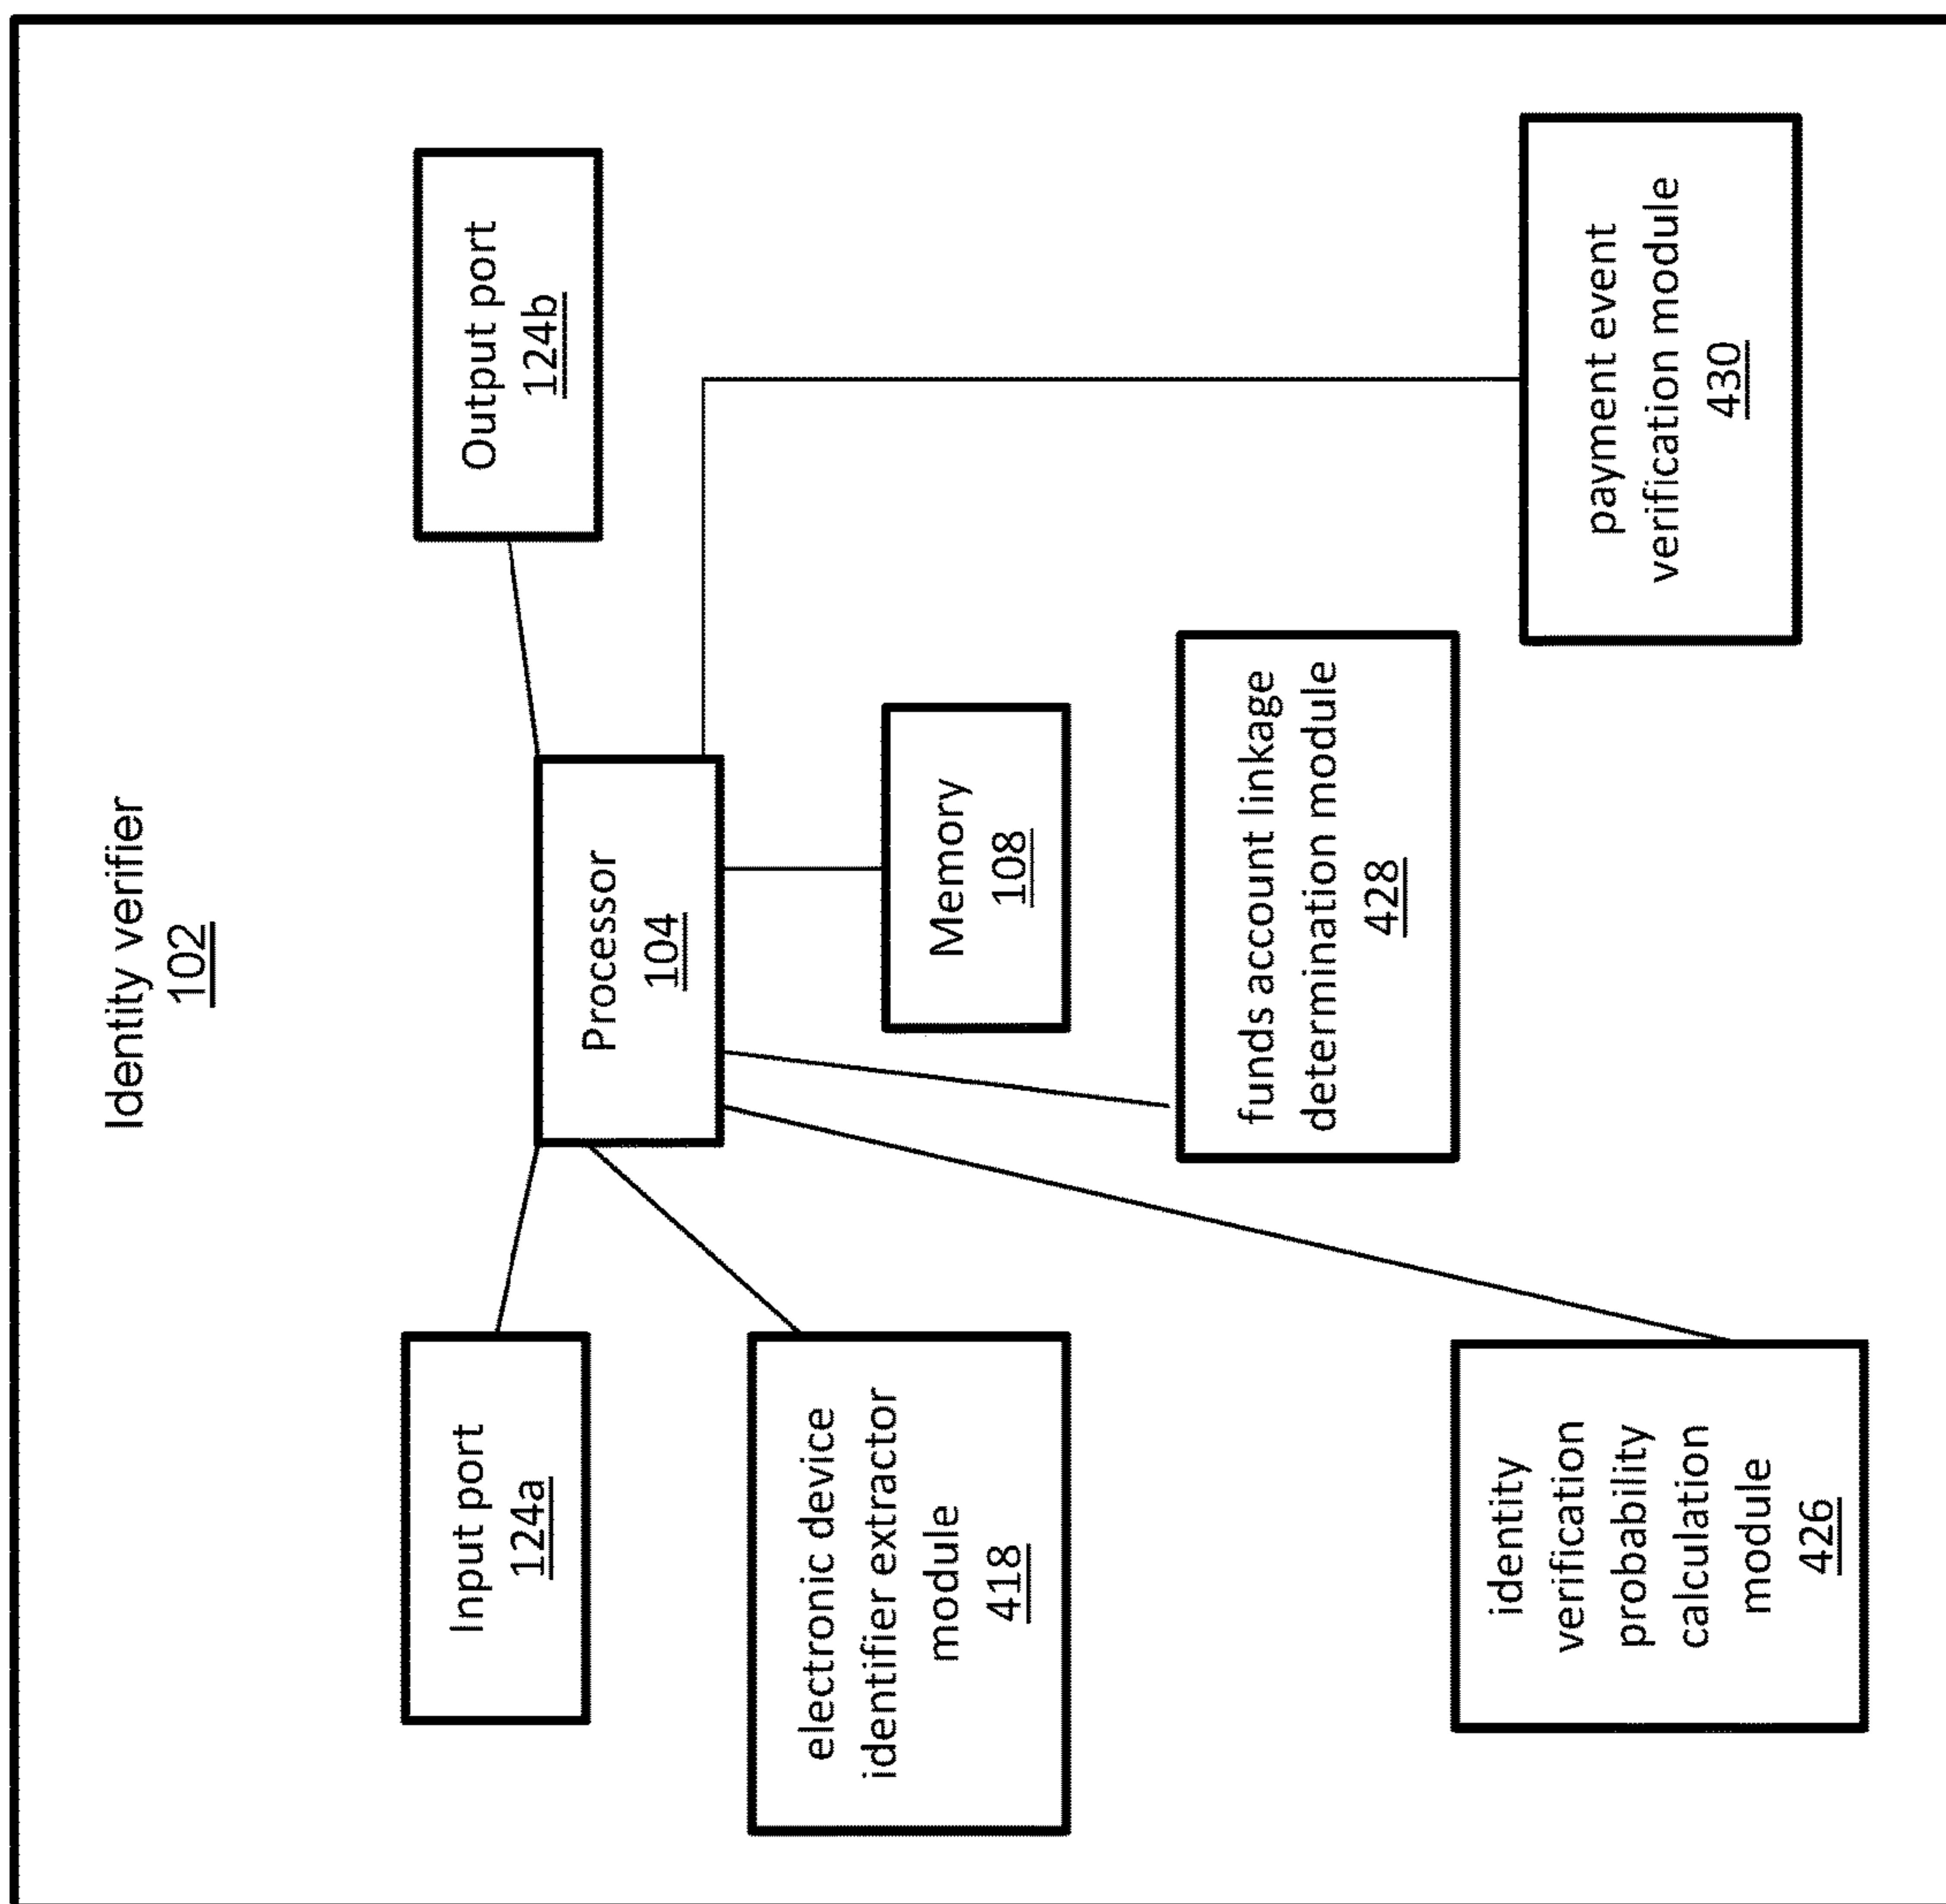 Identity verifier
102
Input port
124a
Processor
104
Output port
124b
electronic device
identifier extractor
module
418
Memory
108
funds account linkage
determination module
428
identity
verification
probability
calculation
module
426
payment event
verification module
430